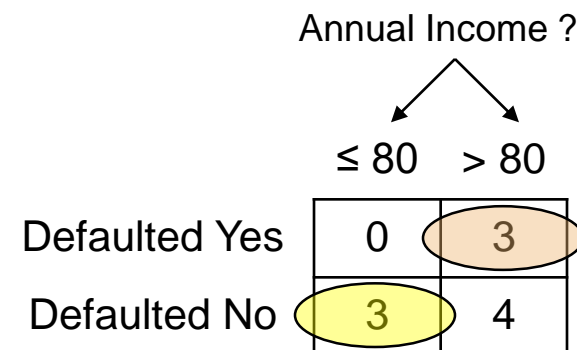 Annual Income ?
≤ 80 > 80
Defaulted Yes 0 3
Defaulted No 3 4